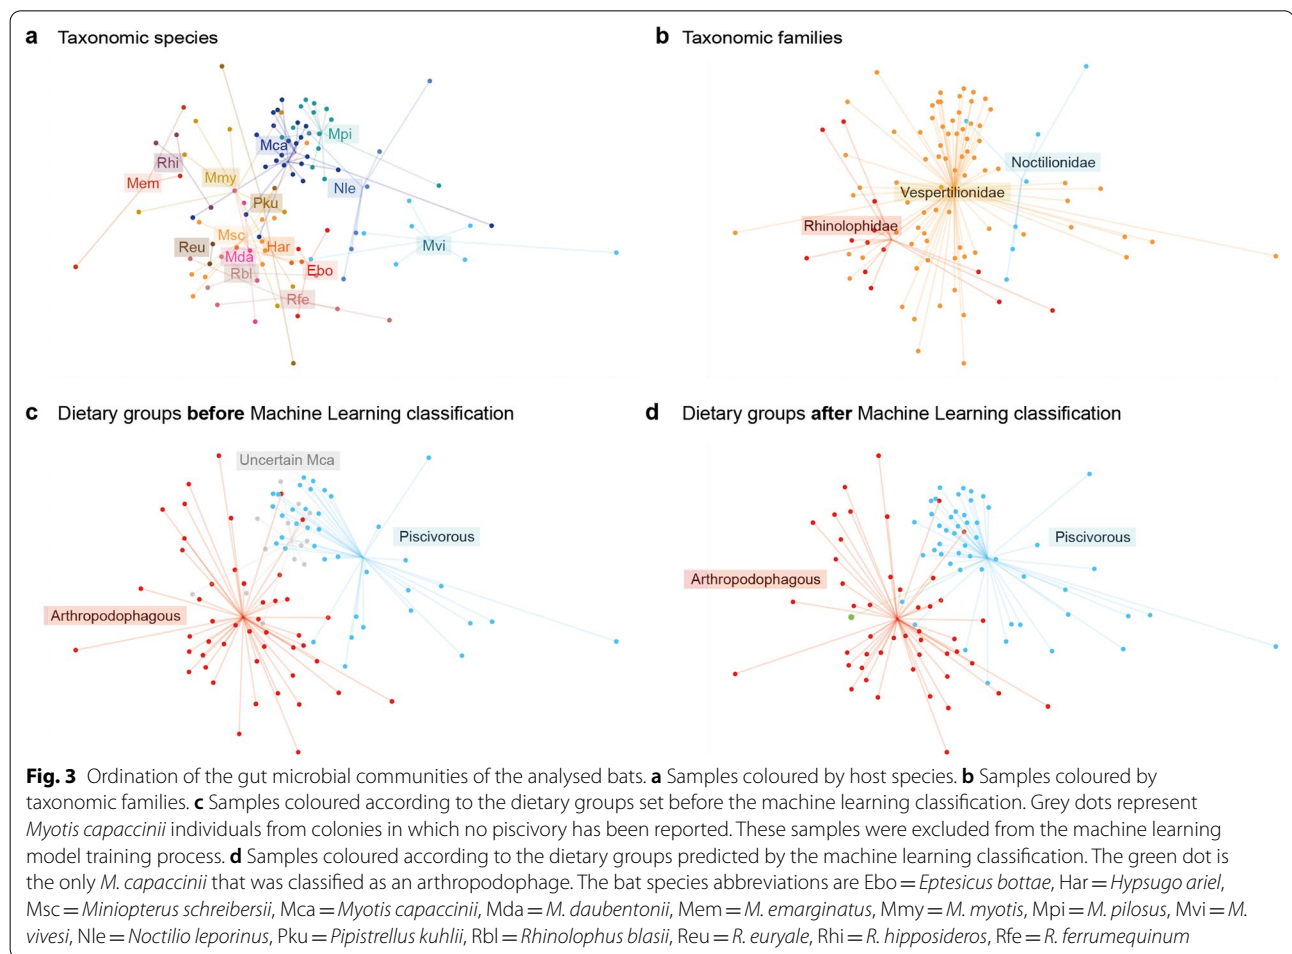 a Taxonomic species
b Taxonomic families
Mca
Mpi
Rhi
Mem
Mmy
Nle
Pku
Msc
Reu
Har
Mda
Rbl
Ebo
Mvi
Rfe
Noctilionidae
Vespertilionidae
Rhinolophidae
c Dietary groups before Machine Learning classification
d Dietary groups after Machine Learning classification
Uncertain Mca
Piscivorous
Arthropodophagous
Piscivorous
Arthropodophagous
Fig. 3 Ordination of the gut microbial communities of the analysed bats. a Samples coloured by host species. b Samples coloured by
taxonomic families. c Samples coloured according to the dietary groups set before the machine learning classification. Grey dots represent
Myotis capaccinii individuals from colonies in which no piscivory has been reported. These samples were excluded from the machine learning
model training process. d Samples coloured according to the dietary groups predicted by the machine learning classification. The green dot is
the only M. capaccinii that was classified as an arthropodophage. The bat species abbreviations are Ebo = Eptesicus bottae, Har = Hypsugo ariel,
Msc = Miniopterus schreibersii, Mca = Myotis capaccinii, Mda = M. daubentonii, Mem = M. emarginatus, Mmy = M. myotis, Mpi = M. pilosus, Mvi = M.
vivesi, Nle = Noctilio leporinus, Pku = Pipistrellus kuhlii, Rbl = Rhinolophus blasii, Reu = R. euryale, Rhi = R. hipposideros, Rfe = R. ferrumequinum